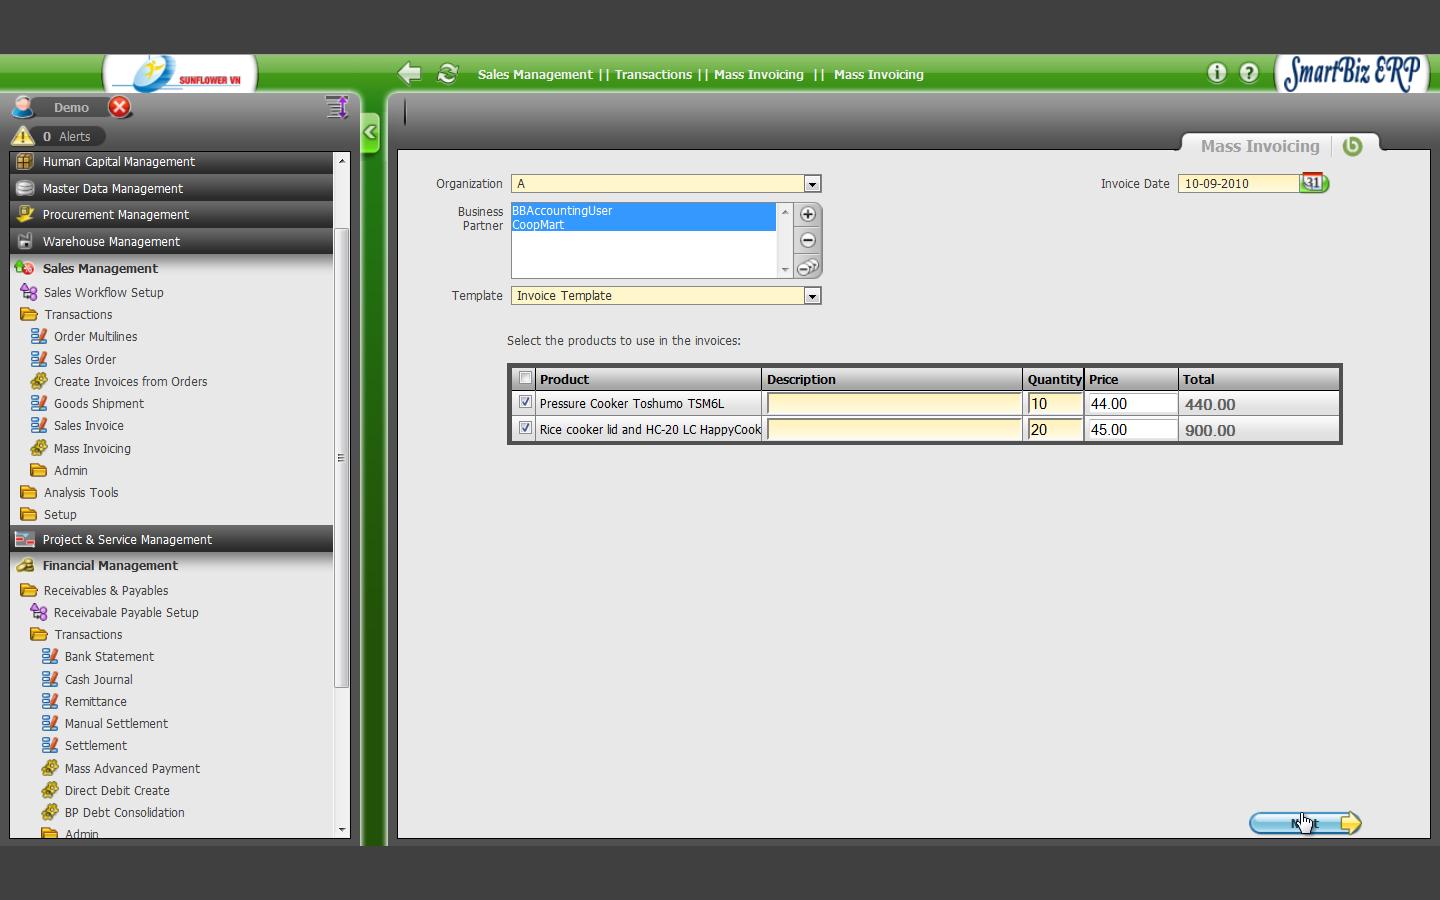 SUNFLOWER VN
Sales Management || Transactions || Mass Invoicing || Mass Invoicing
SmartBiz ERP
Demo
0 Alerts
Human Capital Management
Master Data Management
Procurement Management
Warehouse Management
Sales Management
Sales Workflow Setup
Transactions
Order Multilines
Sales Order
Create Invoices from Orders
Goods Shipment
Sales Invoice
Mass Invoicing
Admin
Analysis Tools
Setup
Project & Service Management
Financial Management
Receivables & Payables
Receivabale Payable Setup
Transactions
Bank Statement
Cash Journal
Remittance
Manual Settlement
Settlement
Mass Advanced Payment
Direct Debit Create
BP Debt Consolidation
Admin
Mass Invoicing
Organization A
Invoice Date 10-09-2010 31
Business Partner
BBAccountingUser
CoopMart
Template Invoice Template
Select the products to use in the invoices:
Product Description Quantity Price Total
Pressure Cooker Toshumo TSM6L 10 44.00 440.00
Rice cooker lid and HC-20 LC HappyCook 20 45.00 900.00